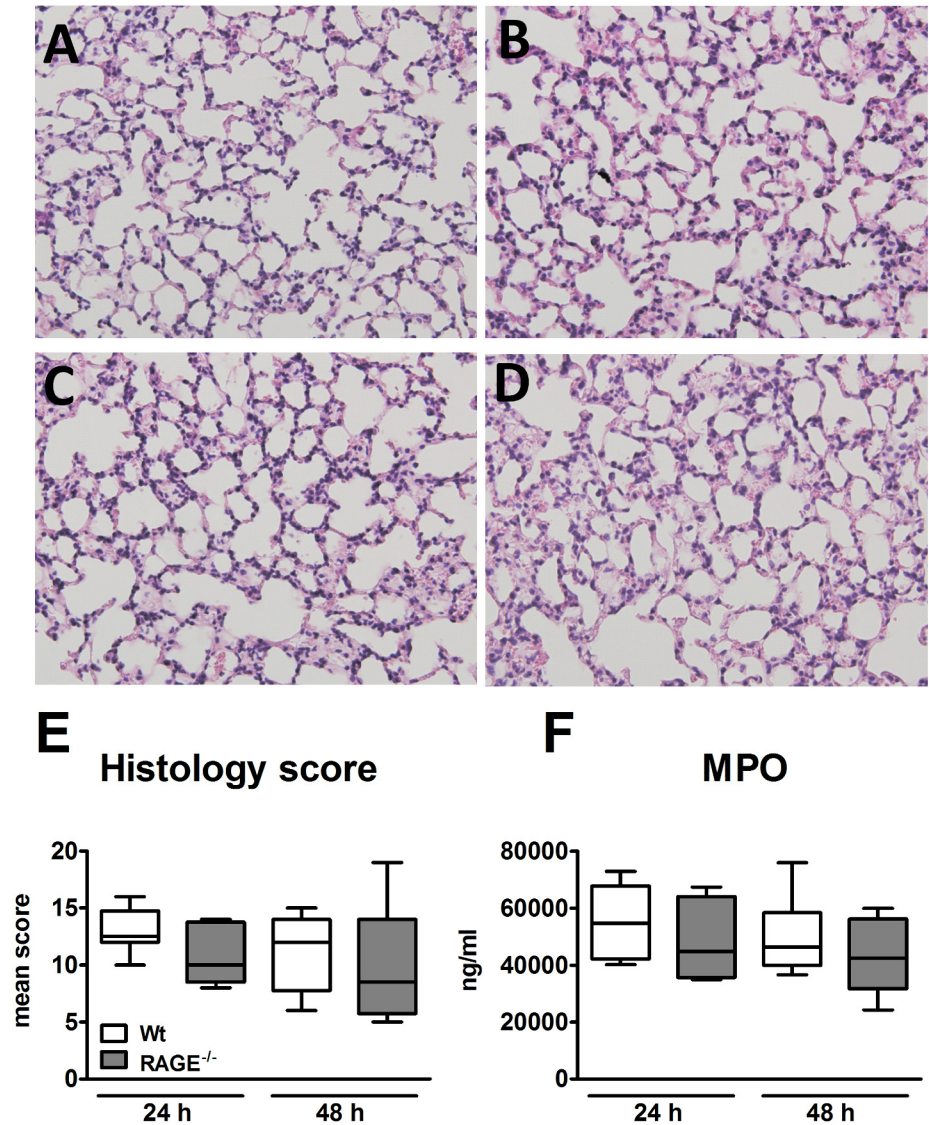 A
B
C
D
E
F
Histology score
MPO
mean score
20
15
10
5
0
Wt
RAGE-/-
24 h
48 h
ng/ml
80000
60000
40000
20000
0
24 h
48 h